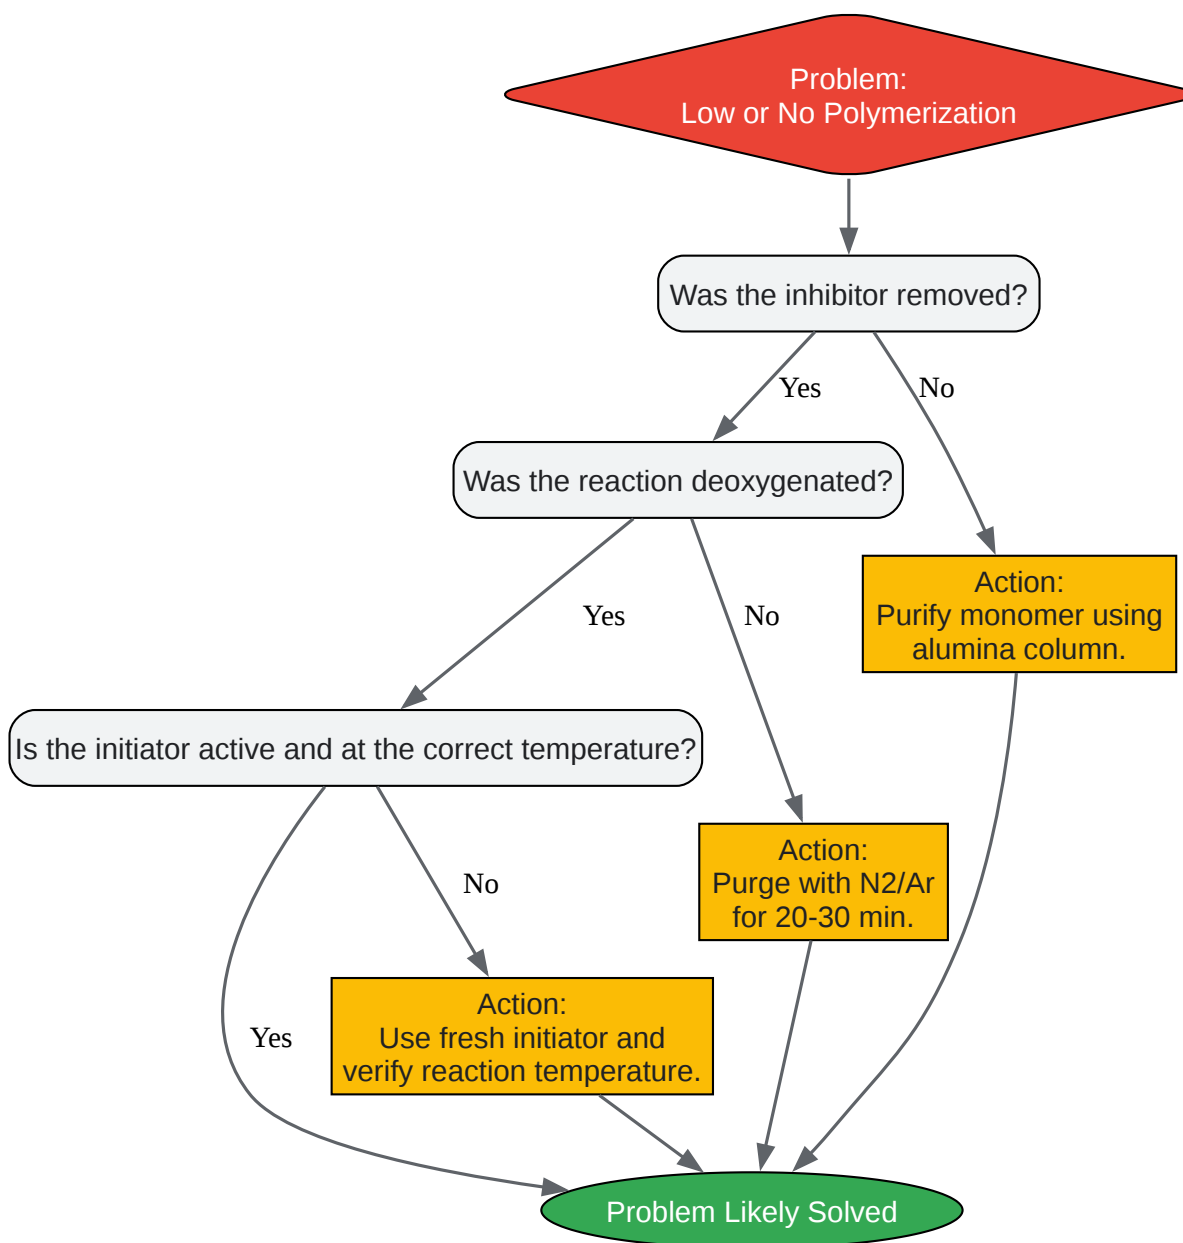 Problem:
Low or No Polymerization
Was the inhibitor removed?
Yes
No
Was the reaction deoxygenated?
Action:
Purify monomer using
alumina column.
Yes
No
Is the initiator active and at the correct temperature?
Action:
Purge with N2/Ar
for 20-30 min.
No
Yes
Action:
Use fresh initiator and
verify reaction temperature.
Problem Likely Solved